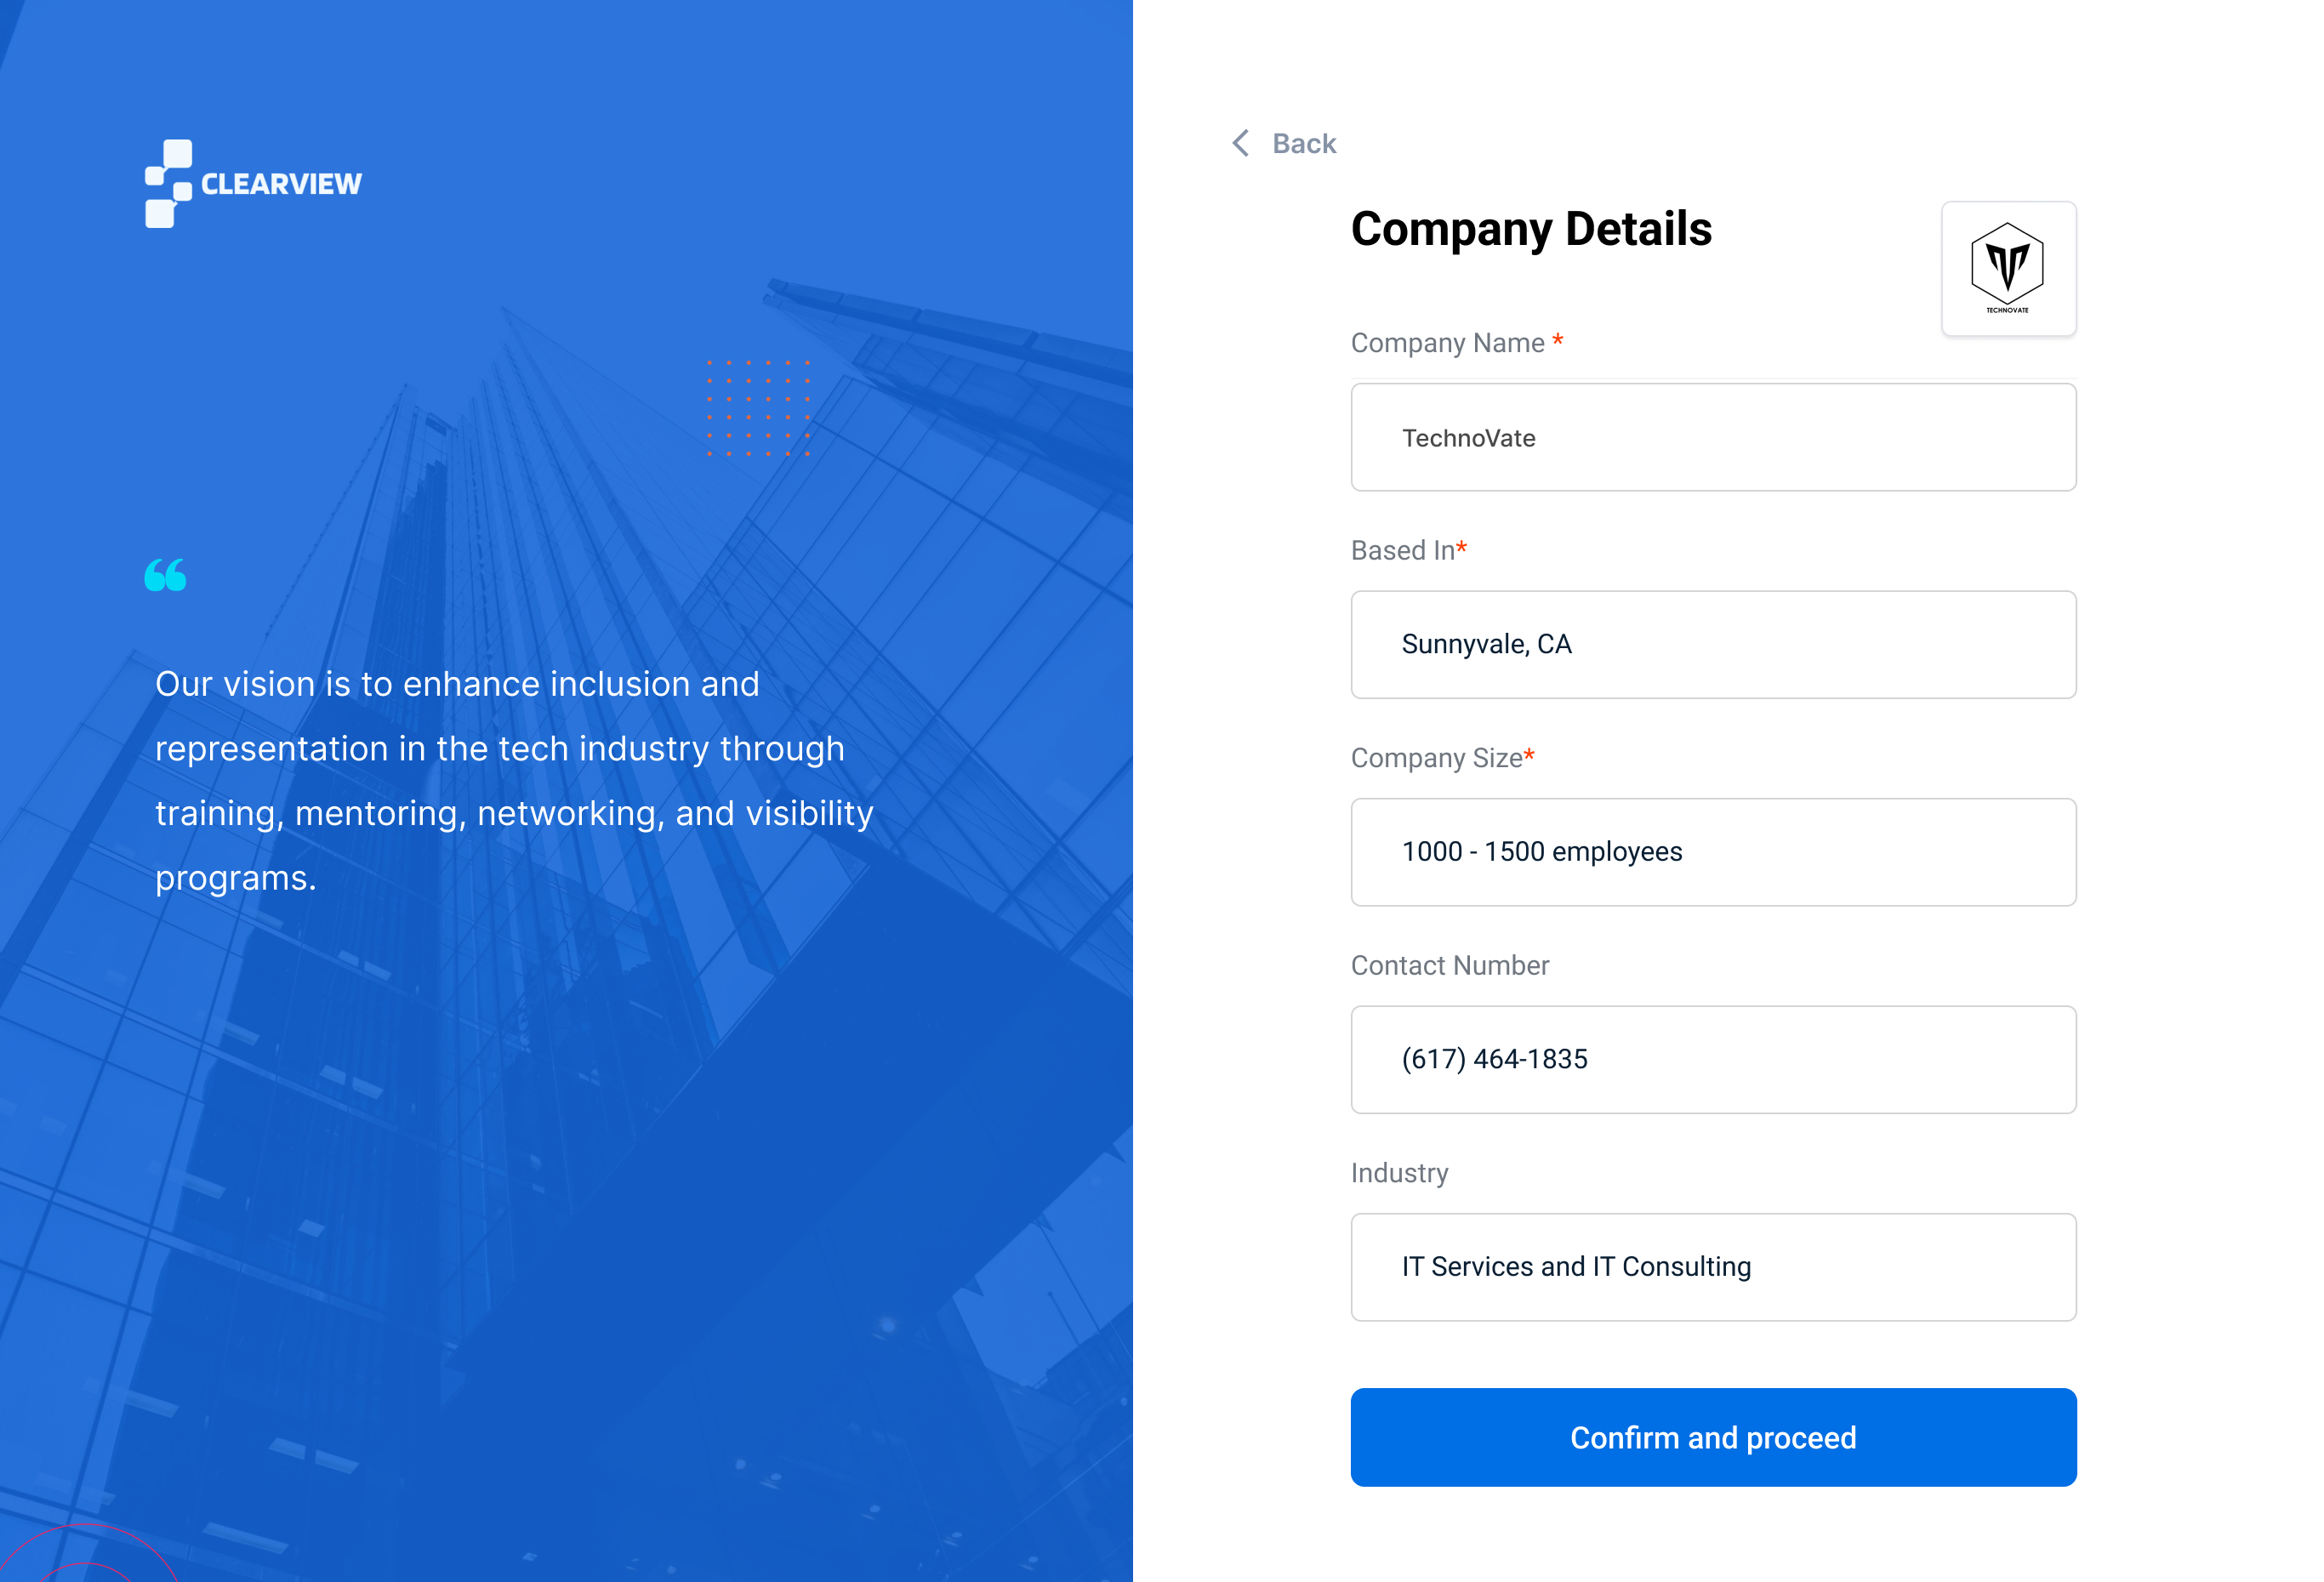 CLEARVIEW
“
Our vision is to enhance inclusion and
representation in the tech industry through
training, mentoring, networking, and visibility
programs.
Back
Company Details
TECHNOVATE
Company Name *
TechnoVate
Based In*
Sunnyvale, CA
Company Size*
1000 - 1500 employees
Contact Number
(617) 464-1835
Industry
IT Services and IT Consulting
Confirm and proceed